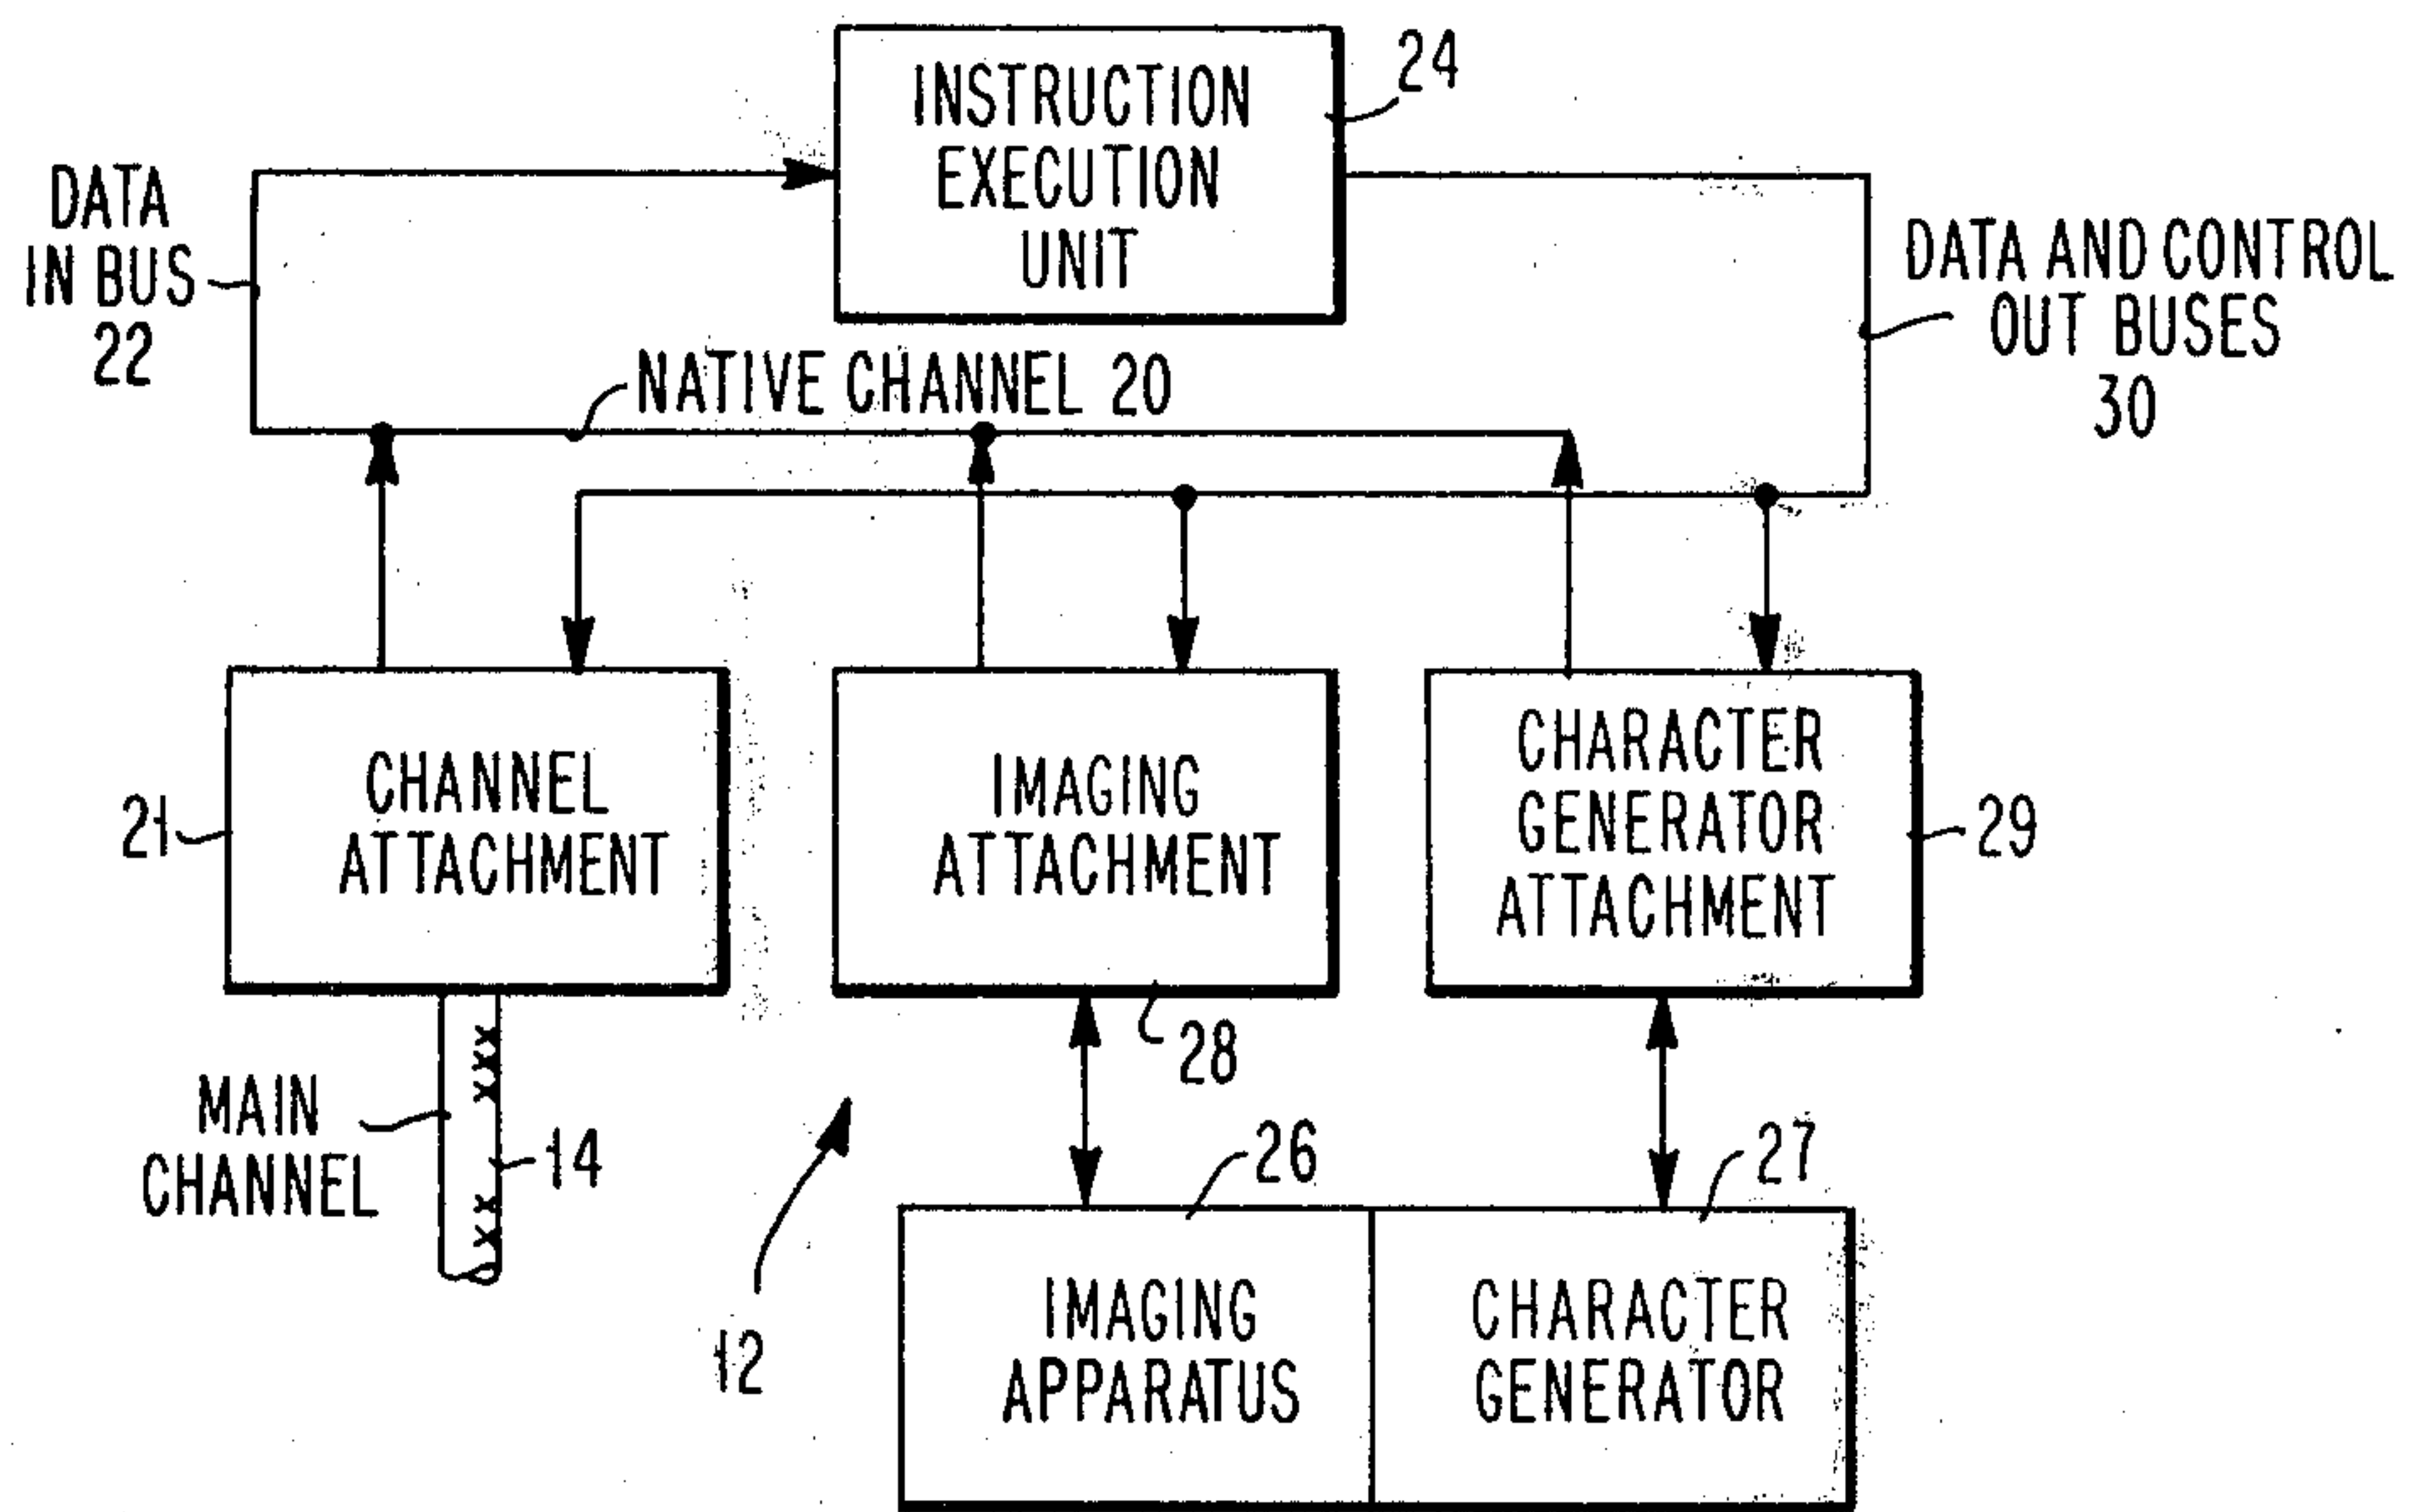 INSTRUCTION
EXECUTION
UNIT
24
DATA
IN BUS
22
DATA AND CONTROL
OUT BUSES
30
NATIVE CHANNEL 20
CHANNEL
ATTACHMENT
21
IMAGING
ATTACHMENT
28
CHARACTER
GENERATOR
ATTACHMENT
29
MAIN
CHANNEL
14
12
26
27
IMAGING
APPARATUS
CHARACTER
GENERATOR